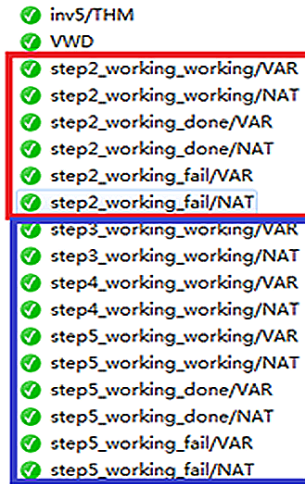 inv5/THM
VWD
step2_working_working/VAR
step2_working_working/NAT
step2_working_done/VAR
step2_working_done/NAT
step2_working_fail/VAR
step2_working_fail/NAT
step3_working_working/VAR
step3_working_working/NAT
step4_working_working/VAR
step4_working_working/NAT
step5_working_working/VAR
step5_working_working/NAT
step5_working_done/VAR
step5_working_done/NAT
step5_working_fail/VAR
step5_working_fail/NAT